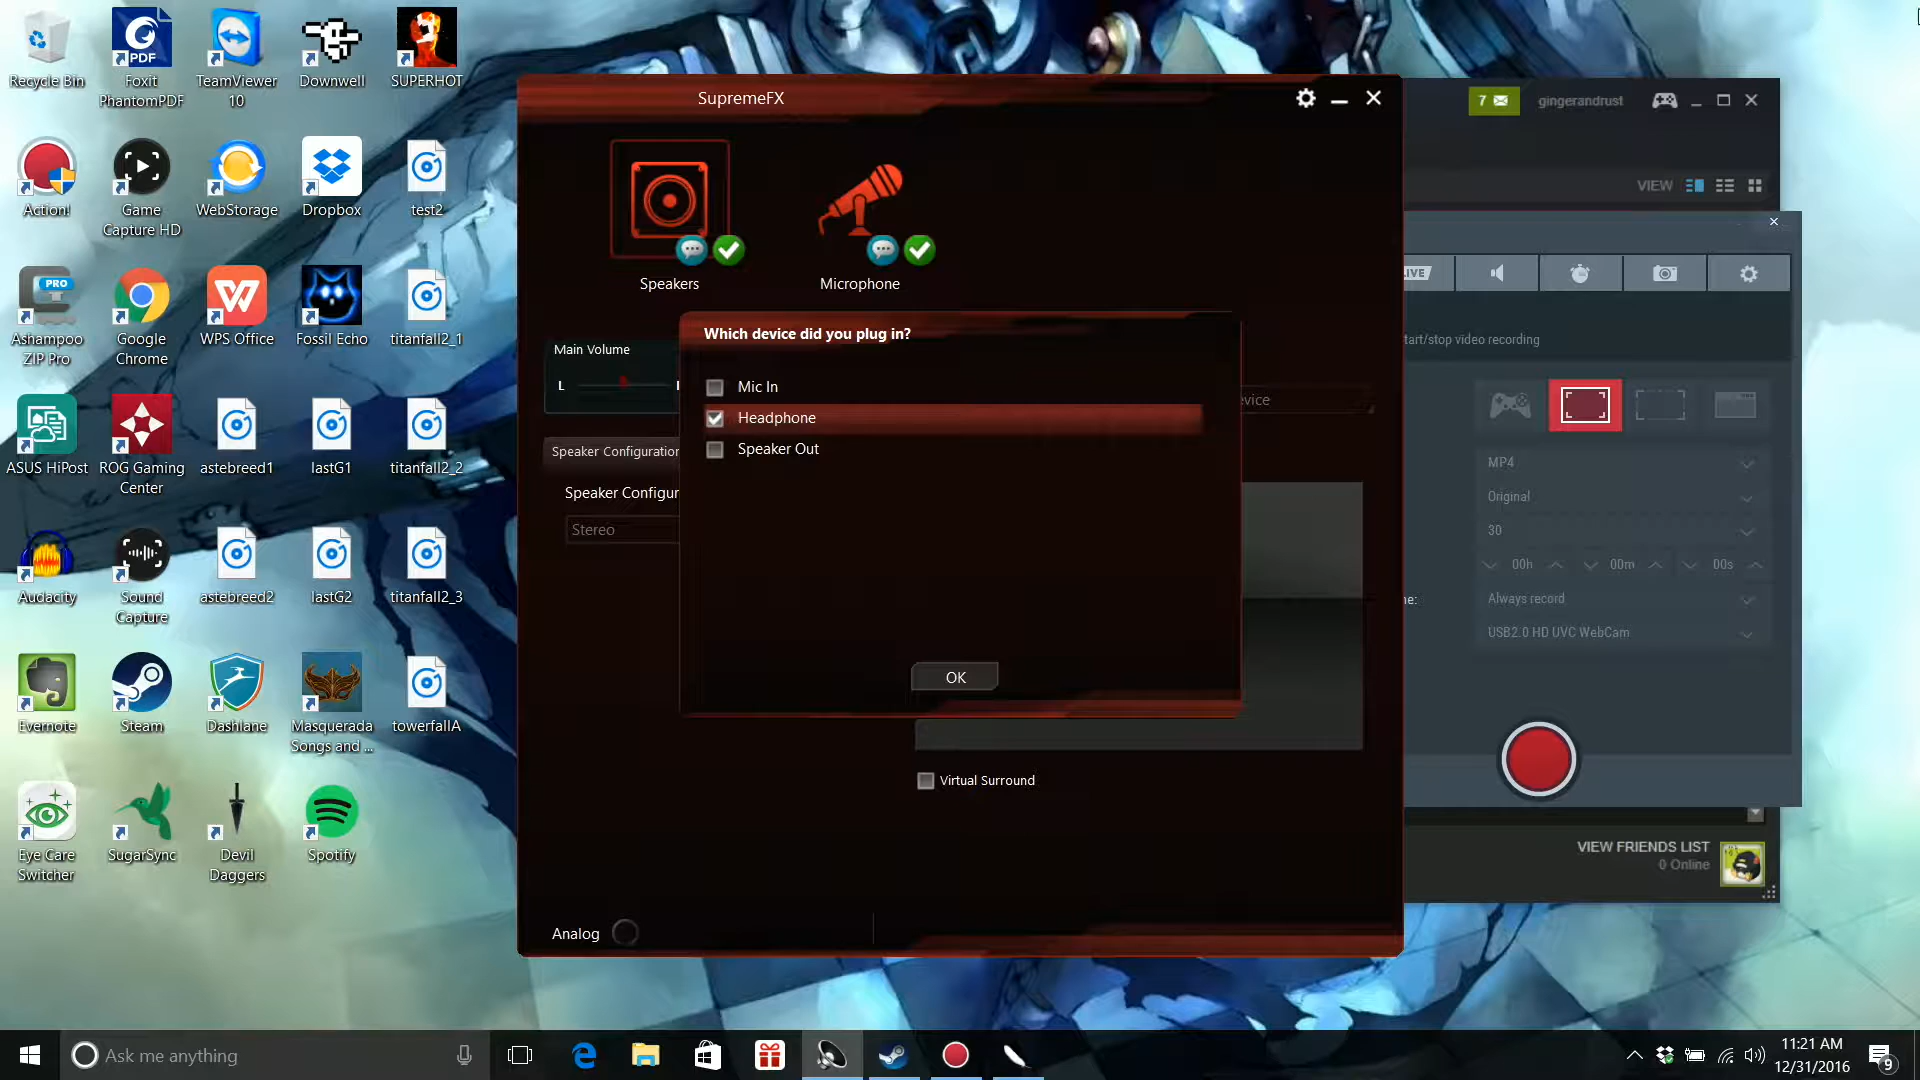 Recycle Bin
Foxit
PhantomPDF
TeamViewer
10
Downwell
SUPERHOT
Action!
Game
Capture HD
WebStorage
Dropbox
test2
PRO
Ashampoo
ZIP Pro
Google
Chrome
WPS Office
Fossil Echo
titanfall2_1
ASUS HiPost
ROG Gaming
Center
astebreed1
lastG1
titanfall2_2
Audacity
Sound
Capture
astebreed2
lastG2
titanfall2_3
Evernote
Steam
Dashlane
Masquerada
Songs and ...
towerfallA
Eye Care
Switcher
SugarSync
Devil
Daggers
Spotify
SupremeFX
Speakers
Microphone
Main Volume
L
Speaker Configuration
Speaker Configur
Stereo
Which device did you plug in?
Mic In
Headphone
Speaker Out
OK
evice
Virtual Surround
Analog
7
gingerandrust
VIEW
LIVE
tart/stop video recording
MP4
Original
30
00h
00m
00s
Always record
ne:
USB2.0 HD UVC WebCam
VIEW FRIENDS LIST
0 Online
Ask me anything
11:21 AM
12/31/2016
9